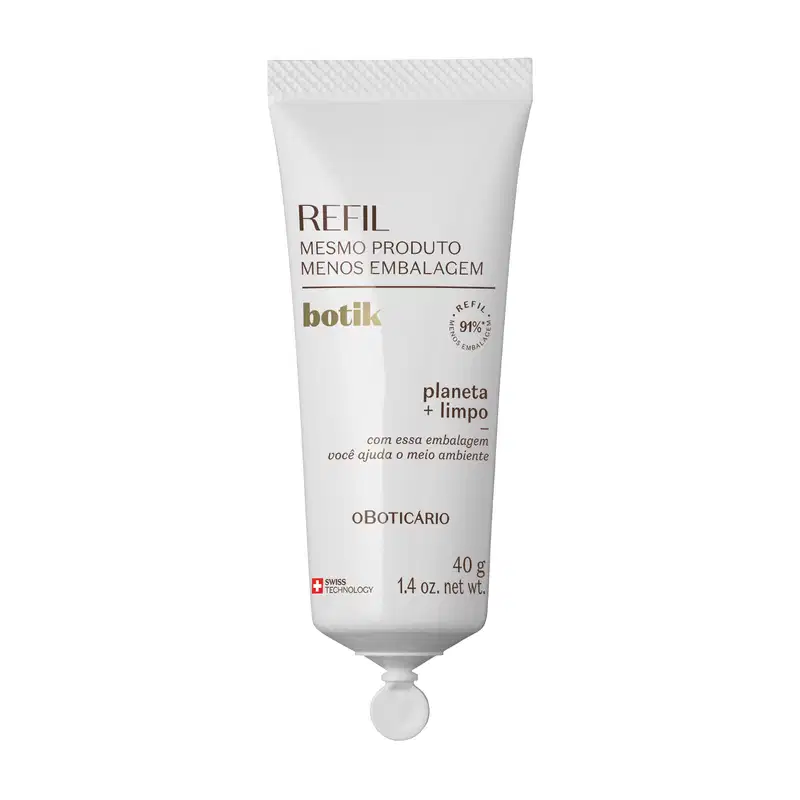 REFIL
MESMO PRODUTO
MENOS EMBALAGEM
botik
• REFIL •
91%*
MENOS EMBALAGEM
planeta
+ limpo
com essa embalagem
você ajuda o meio ambiente
oBOTICÁRIO
40 g
1.4 oz. net wt.
SWISS
TECHNOLOGY